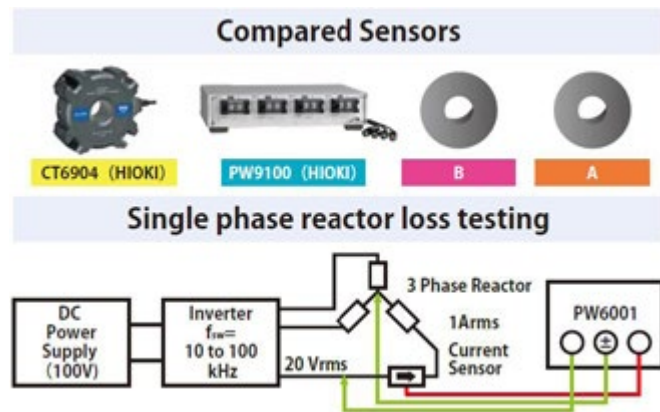 Compared Sensors
CT6904 (HIOKI)
PW9100 (HIOKI)
B
A
Single phase reactor loss testing
DC
Power
Supply
(100V)
Inverter
fsw=
10 to 100
kHz
20 Vrms
3 Phase Reactor
1Arms
Current
Sensor
PW6001
±